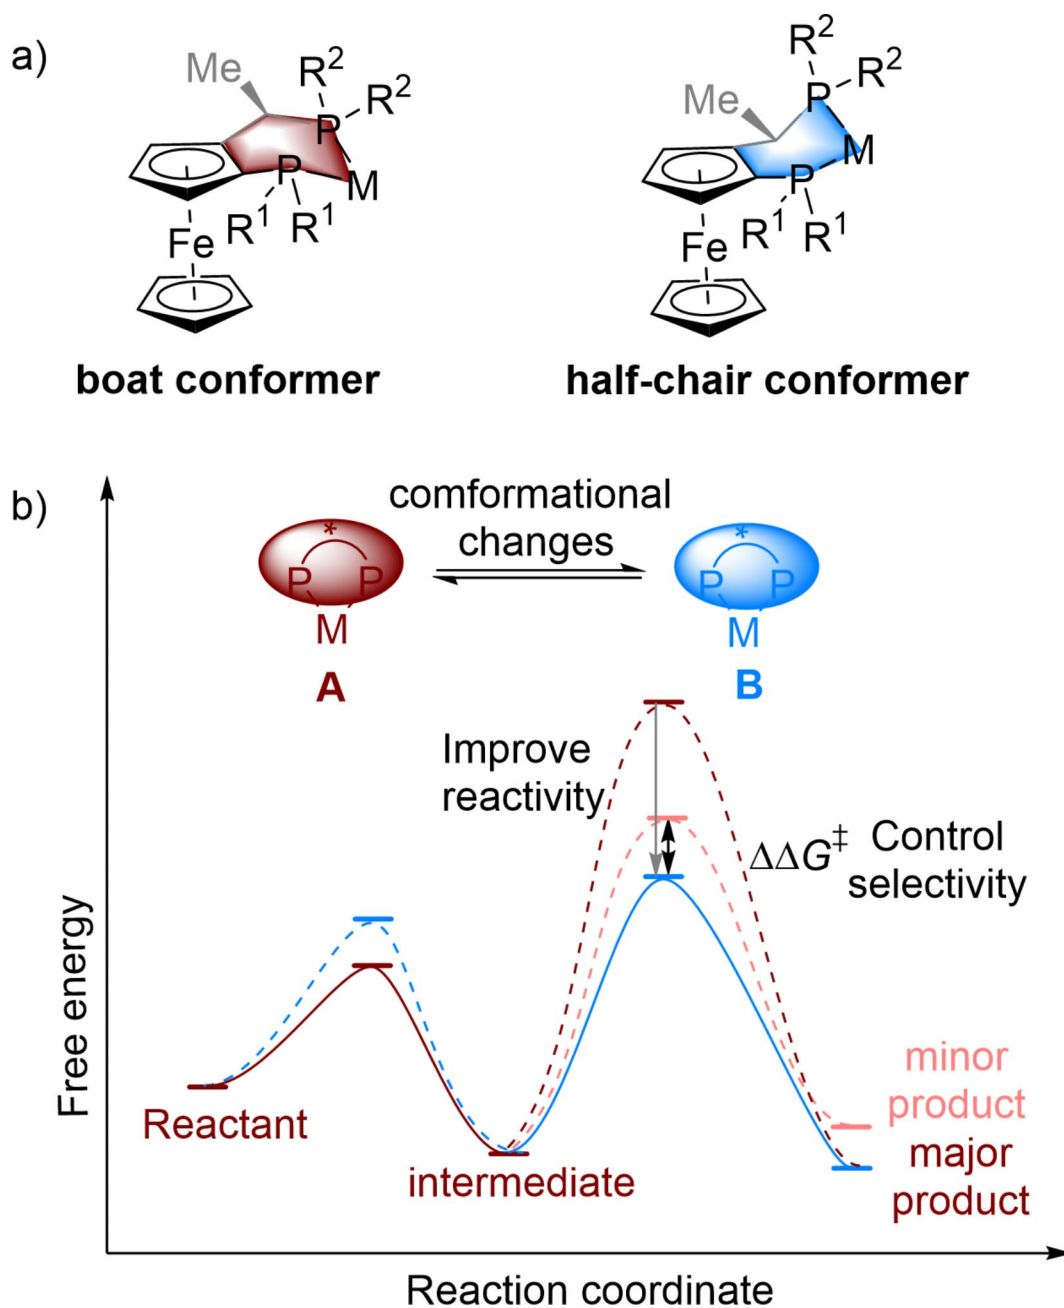 a)
Me
R²
R²
P
P
M
R¹
R¹
Fe
boat conformer
Me
R²
R²
P
M
P
R¹
R¹
Fe
half-chair conformer
b)
comformational
changes
*
P P
M
A
*
P P
M
B
Improve
reactivity
ΔΔG‡ Control
selectivity
Free energy
Reactant
intermediate
minor
product
major
product
Reaction coordinate